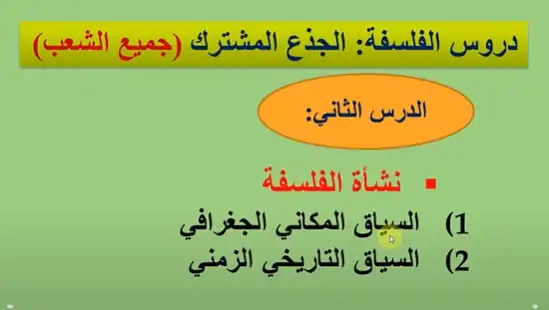 دروس الفلسفة: الجذع المشترك (جميع الشعب)
الدرس الثاني:
▪ نشأة الفلسفة
1) السياق المكاني الجغرافي
2) السياق التاريخي الزمني